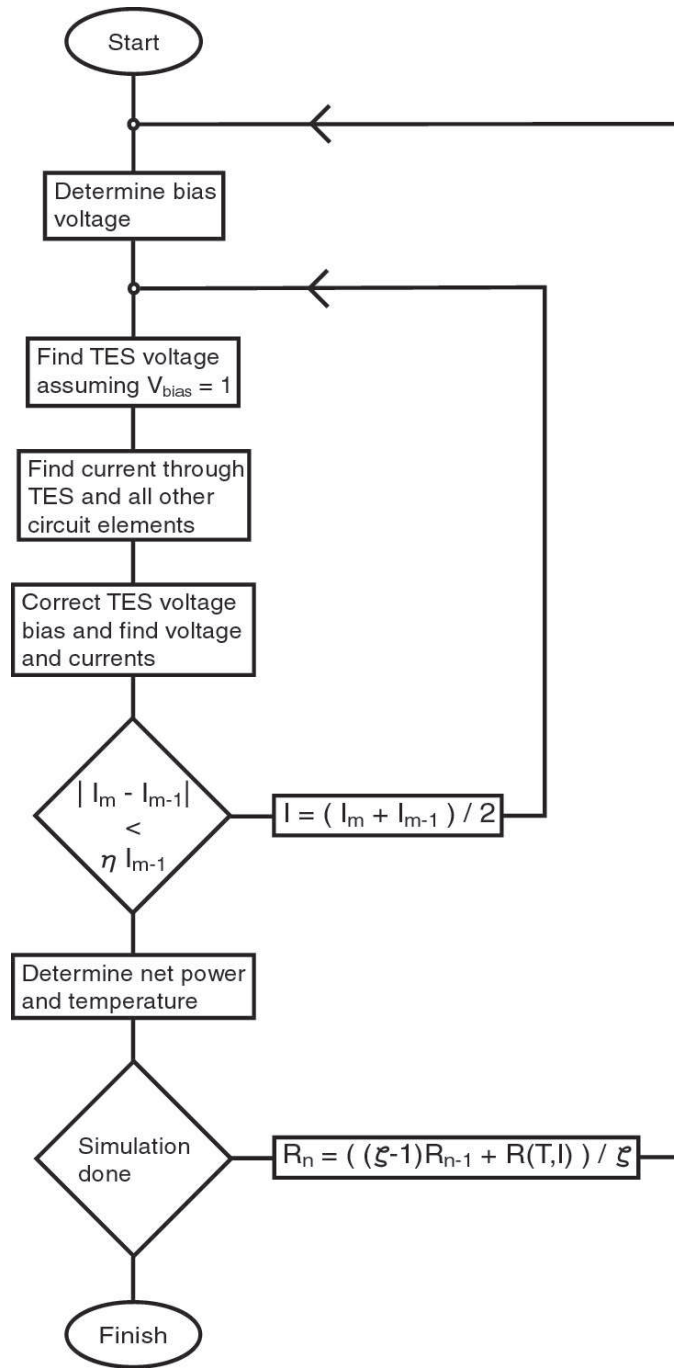 Start
Determine bias
voltage
Find TES voltage
assuming V_bias = 1
Find current through
TES and all other
circuit elements
Correct TES voltage
bias and find voltage
and currents
| I_m - I_m-1|
<
η I_m-1
I = ( I_m + I_m-1 ) / 2
Determine net power
and temperature
Simulation
done
R_n = ( (ξ-1)R_n-1 + R(T,I) ) / ξ
Finish